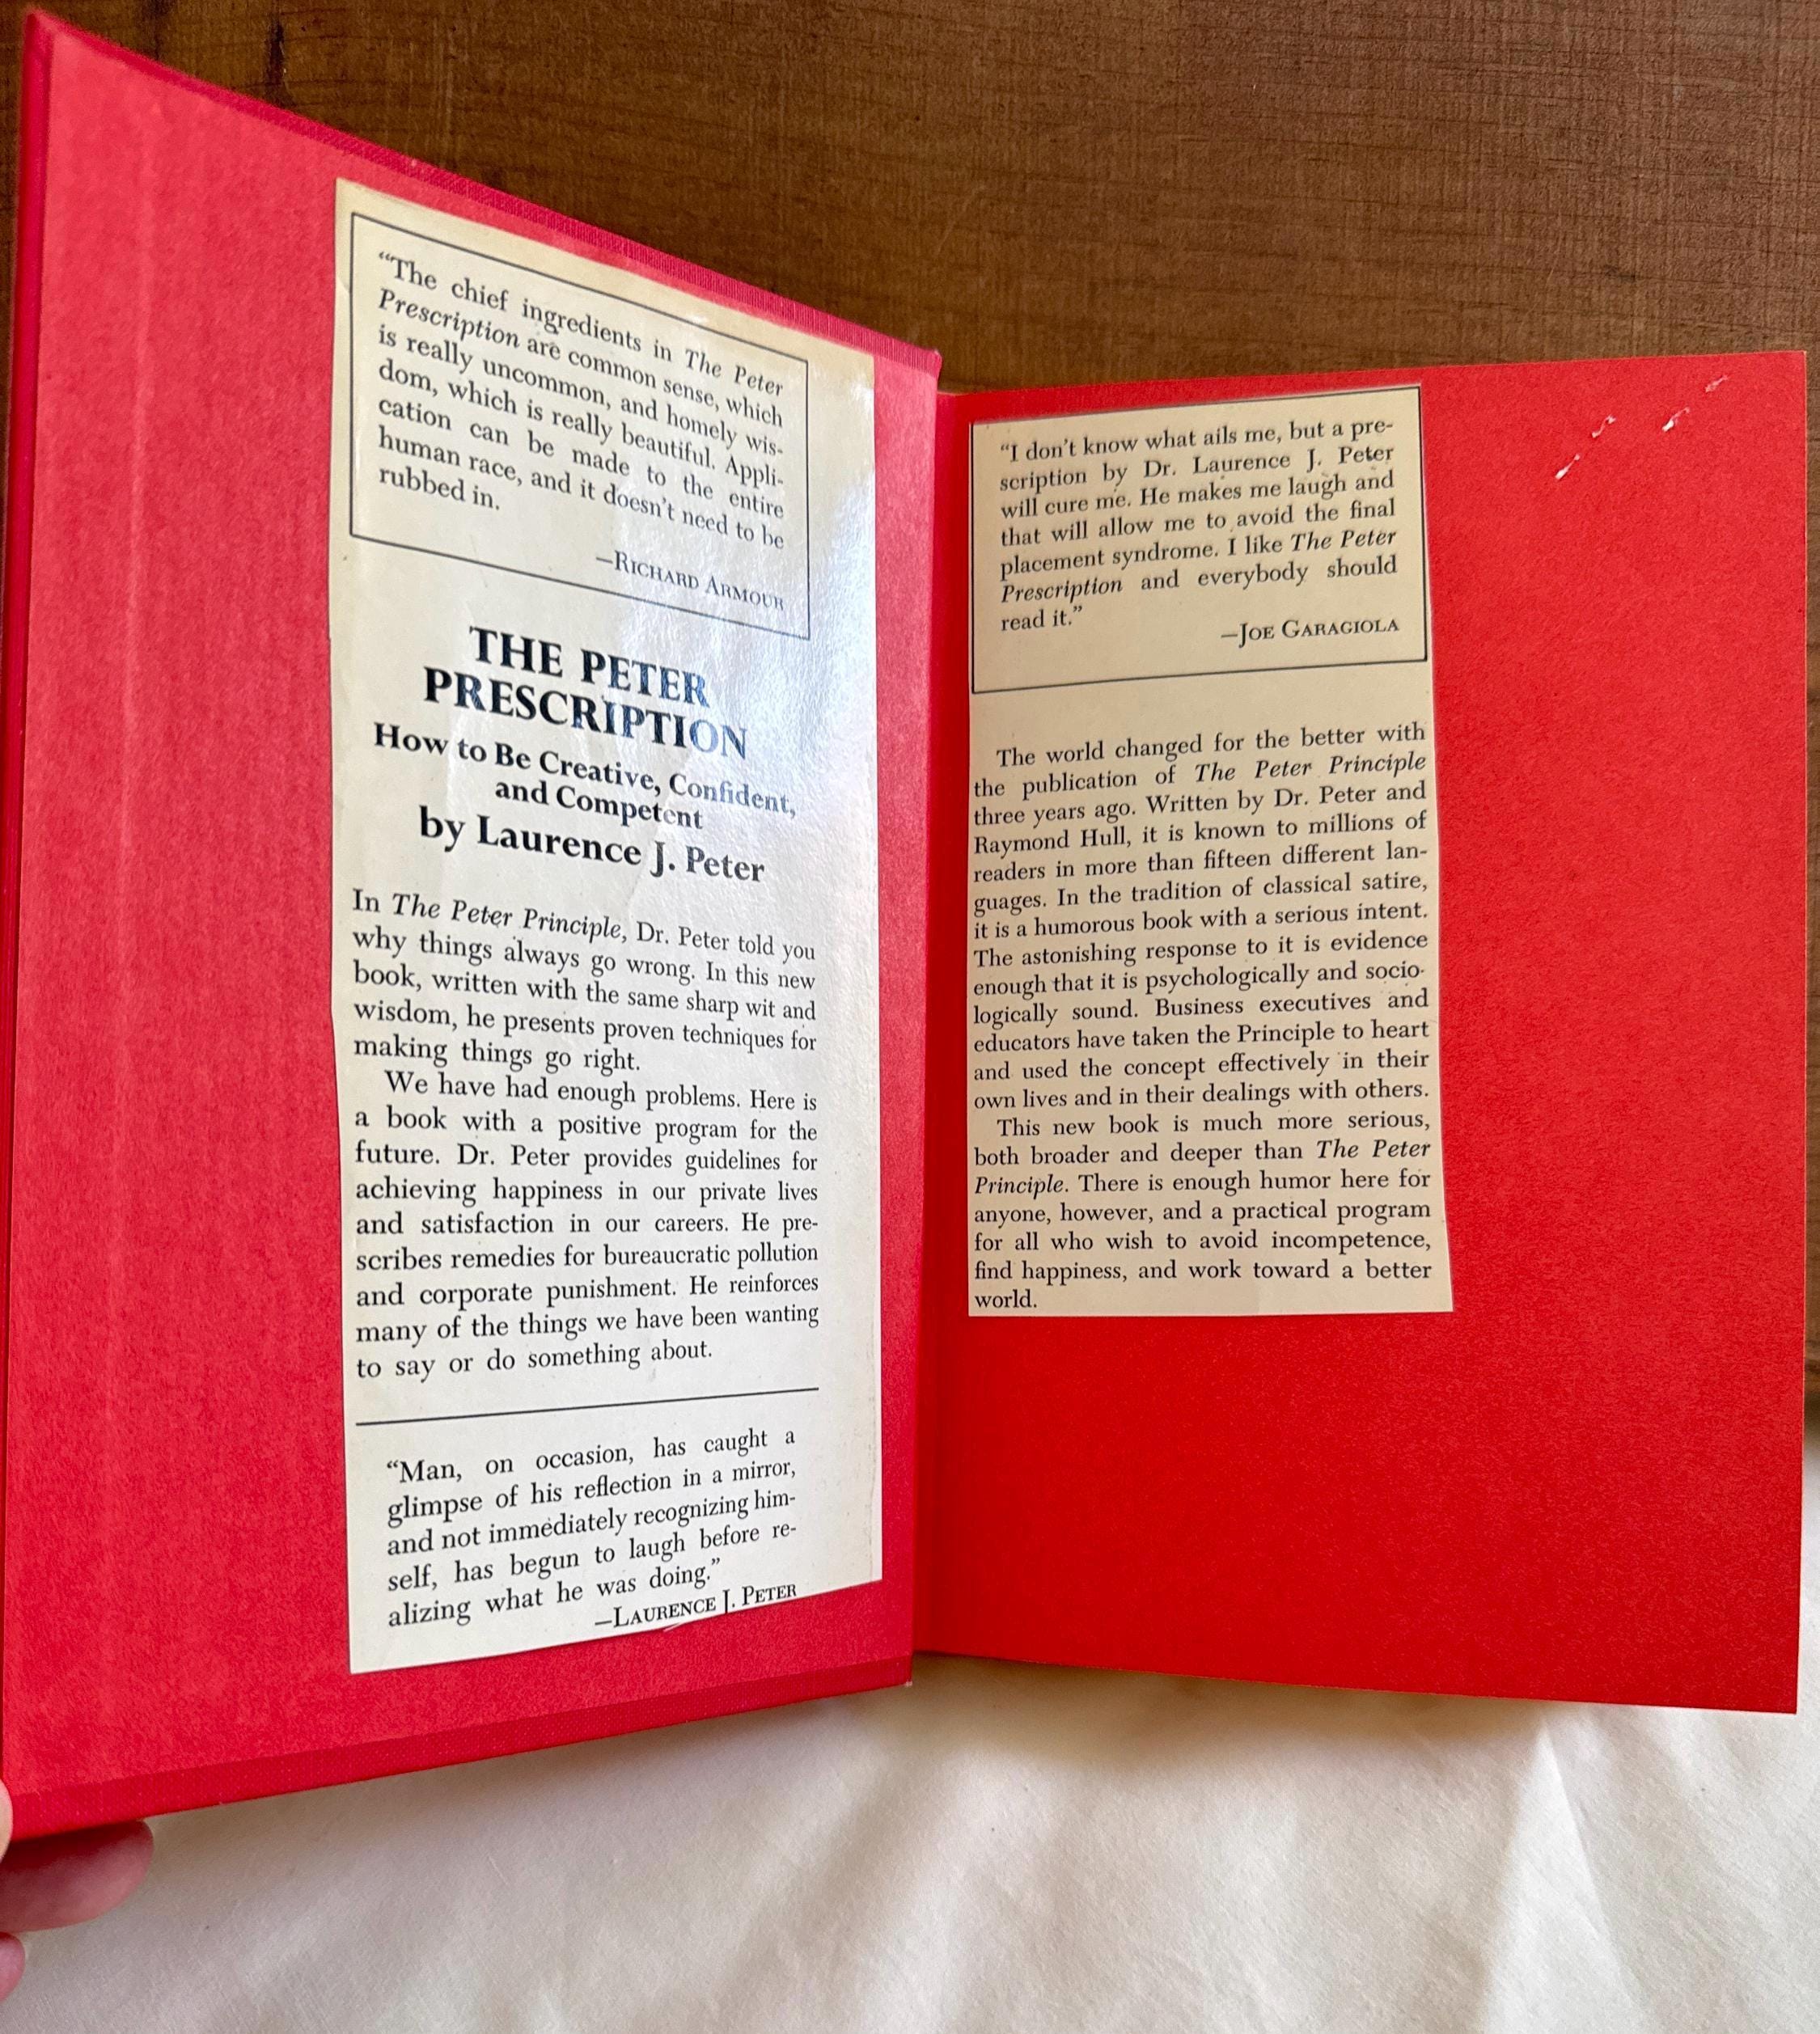 “The chief ingredients in The Peter
Prescription are common sense, which
is really uncommon, and homely wis-
dom, which is really beautiful. Appli-
cation can be made to the entire
human race, and it doesn’t need to be
rubbed in.
—RICHARD ARMOUR
THE PETER
PRESCRIPTION
How to Be Creative, Confident,
and Competent
by Laurence J. Peter
In The Peter Principle, Dr. Peter told you
why things always go wrong. In this new
book, written with the same sharp wit and
wisdom, he presents proven techniques for
making things go right.
We have had enough problems. Here is
a book with a positive program for the
future. Dr. Peter provides guidelines for
achieving happiness in our private lives
and satisfaction in our careers. He pre-
scribes remedies for bureaucratic pollution
and corporate punishment. He reinforces
many of the things we have been wanting
to say or do something about.
“Man, on occasion, has caught a
glimpse of his reflection in a mirror,
and not immediately recognizing him-
self, has begun to laugh before re-
alizing what he was doing.”
—LAURENCE J. PETER
“I don’t know what ails me, but a pre-
scription by Dr. Laurence J. Peter
will cure me. He makes me laugh and
that will allow me to avoid the final
placement syndrome. I like The Peter
Prescription and everybody should
read it.”
—JOE GARAGIOLA
The world changed for the better with
the publication of The Peter Principle
three years ago. Written by Dr. Peter and
Raymond Hull, it is known to millions of
readers in more than fifteen different lan-
guages. In the tradition of classical satire,
it is a humorous book with a serious intent.
The astonishing response to it is evidence
enough that it is psychologically and socio-
logically sound. Business executives and
educators have taken the Principle to heart
and used the concept effectively in their
own lives and in their dealings with others.
This new book is much more serious,
both broader and deeper than The Peter
Principle. There is enough humor here for
anyone, however, and a practical program
for all who wish to avoid incompetence,
find happiness, and work toward a better
world.